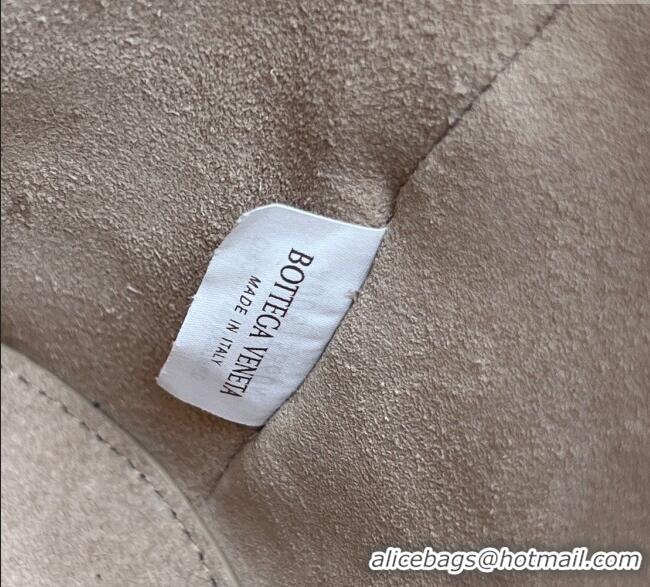 BOTTEGA VENETA
MADE IN ITALY
alicebags@hotmail.com